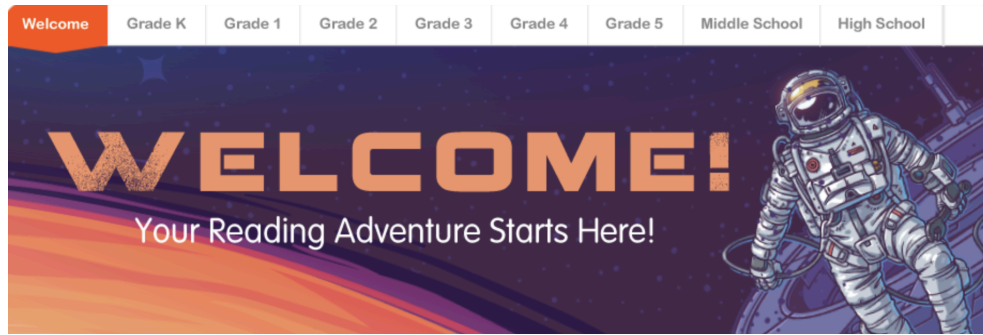 Welcome Grade K Grade 1 Grade 2 Grade 3 Grade 4 Grade 5 Middle School High School
WELCOME!
Your Reading Adventure Starts Here!